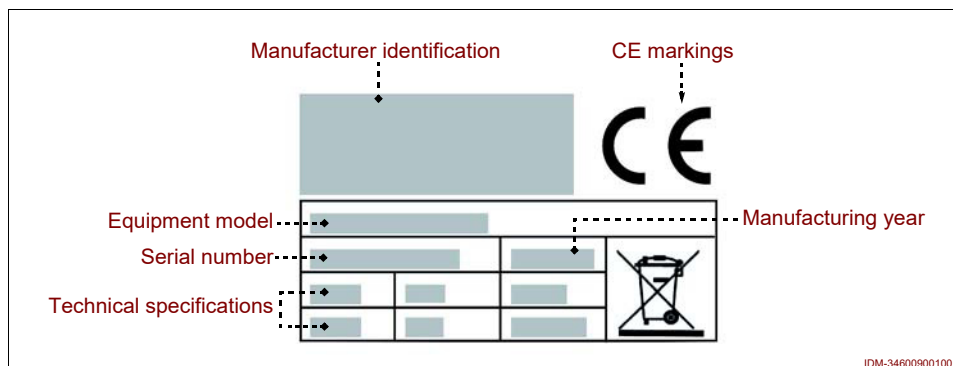 Manufacturer identification
CE markings
CE
Equipment model
Manufacturing year
Serial number
Technical specifications
IDM-34600900100